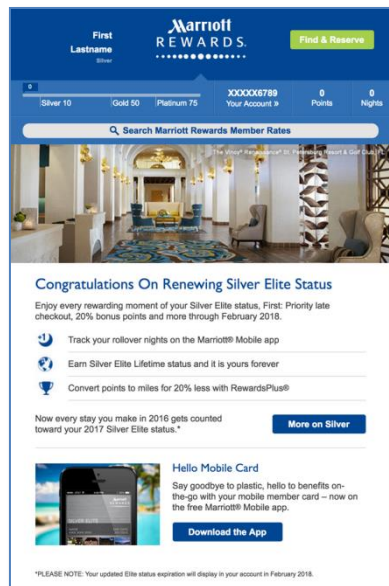 First
Lastname
Silver
Marriott
REWARDS.
Find & Reserve
0
Silver 10
Gold 50
Platinum 75
XXXXX6789
Your Account »
0
Points
0
Nights
Search Marriott Rewards Member Rates
The Vinoy® Renaissance® St. Petersburg Resort & Golf Club, FL
Congratulations On Renewing Silver Elite Status
Enjoy every rewarding moment of your Silver Elite status, First: Priority late
checkout, 20% bonus points and more through February 2018.
+1
Track your rollover nights on the Marriott® Mobile app
Earn Silver Elite Lifetime status and it is yours forever
Convert points to miles for 20% less with RewardsPlus®
Now every stay you make in 2016 gets counted
toward your 2017 Silver Elite status.*
More on Silver
SILVER ELITE
Hello Mobile Card
Say goodbye to plastic, hello to benefits on-
the-go with your mobile member card – now on
the free Marriott® Mobile app.
Download the App
*PLEASE NOTE: Your updated Elite status expiration will display in your account in February 2018.